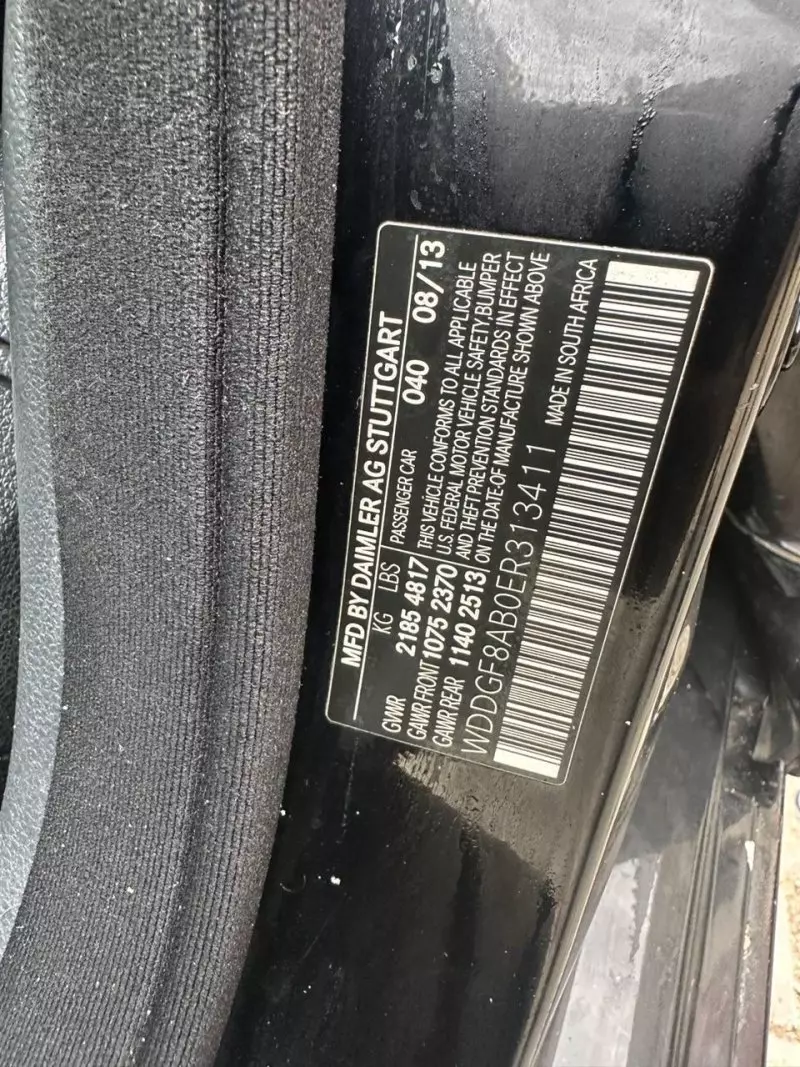 MFD BY DAIMLER AG STUTTGART
KG LBS PASSENGER CAR 040 08/13
GVWR 2185 4817 THIS VEHICLE CONFORMS TO ALL APPLICABLE
GAWR FRONT 1075 2370 U.S. FEDERAL MOTOR VEHICLE SAFETY, BUMPER
GAWR REAR 1140 2513 AND THEFT PREVENTION STANDARDS IN EFFECT
ON THE DATE OF MANUFACTURE SHOWN ABOVE
WDDGF8AB0ER313411 MADE IN SOUTH AFRICA